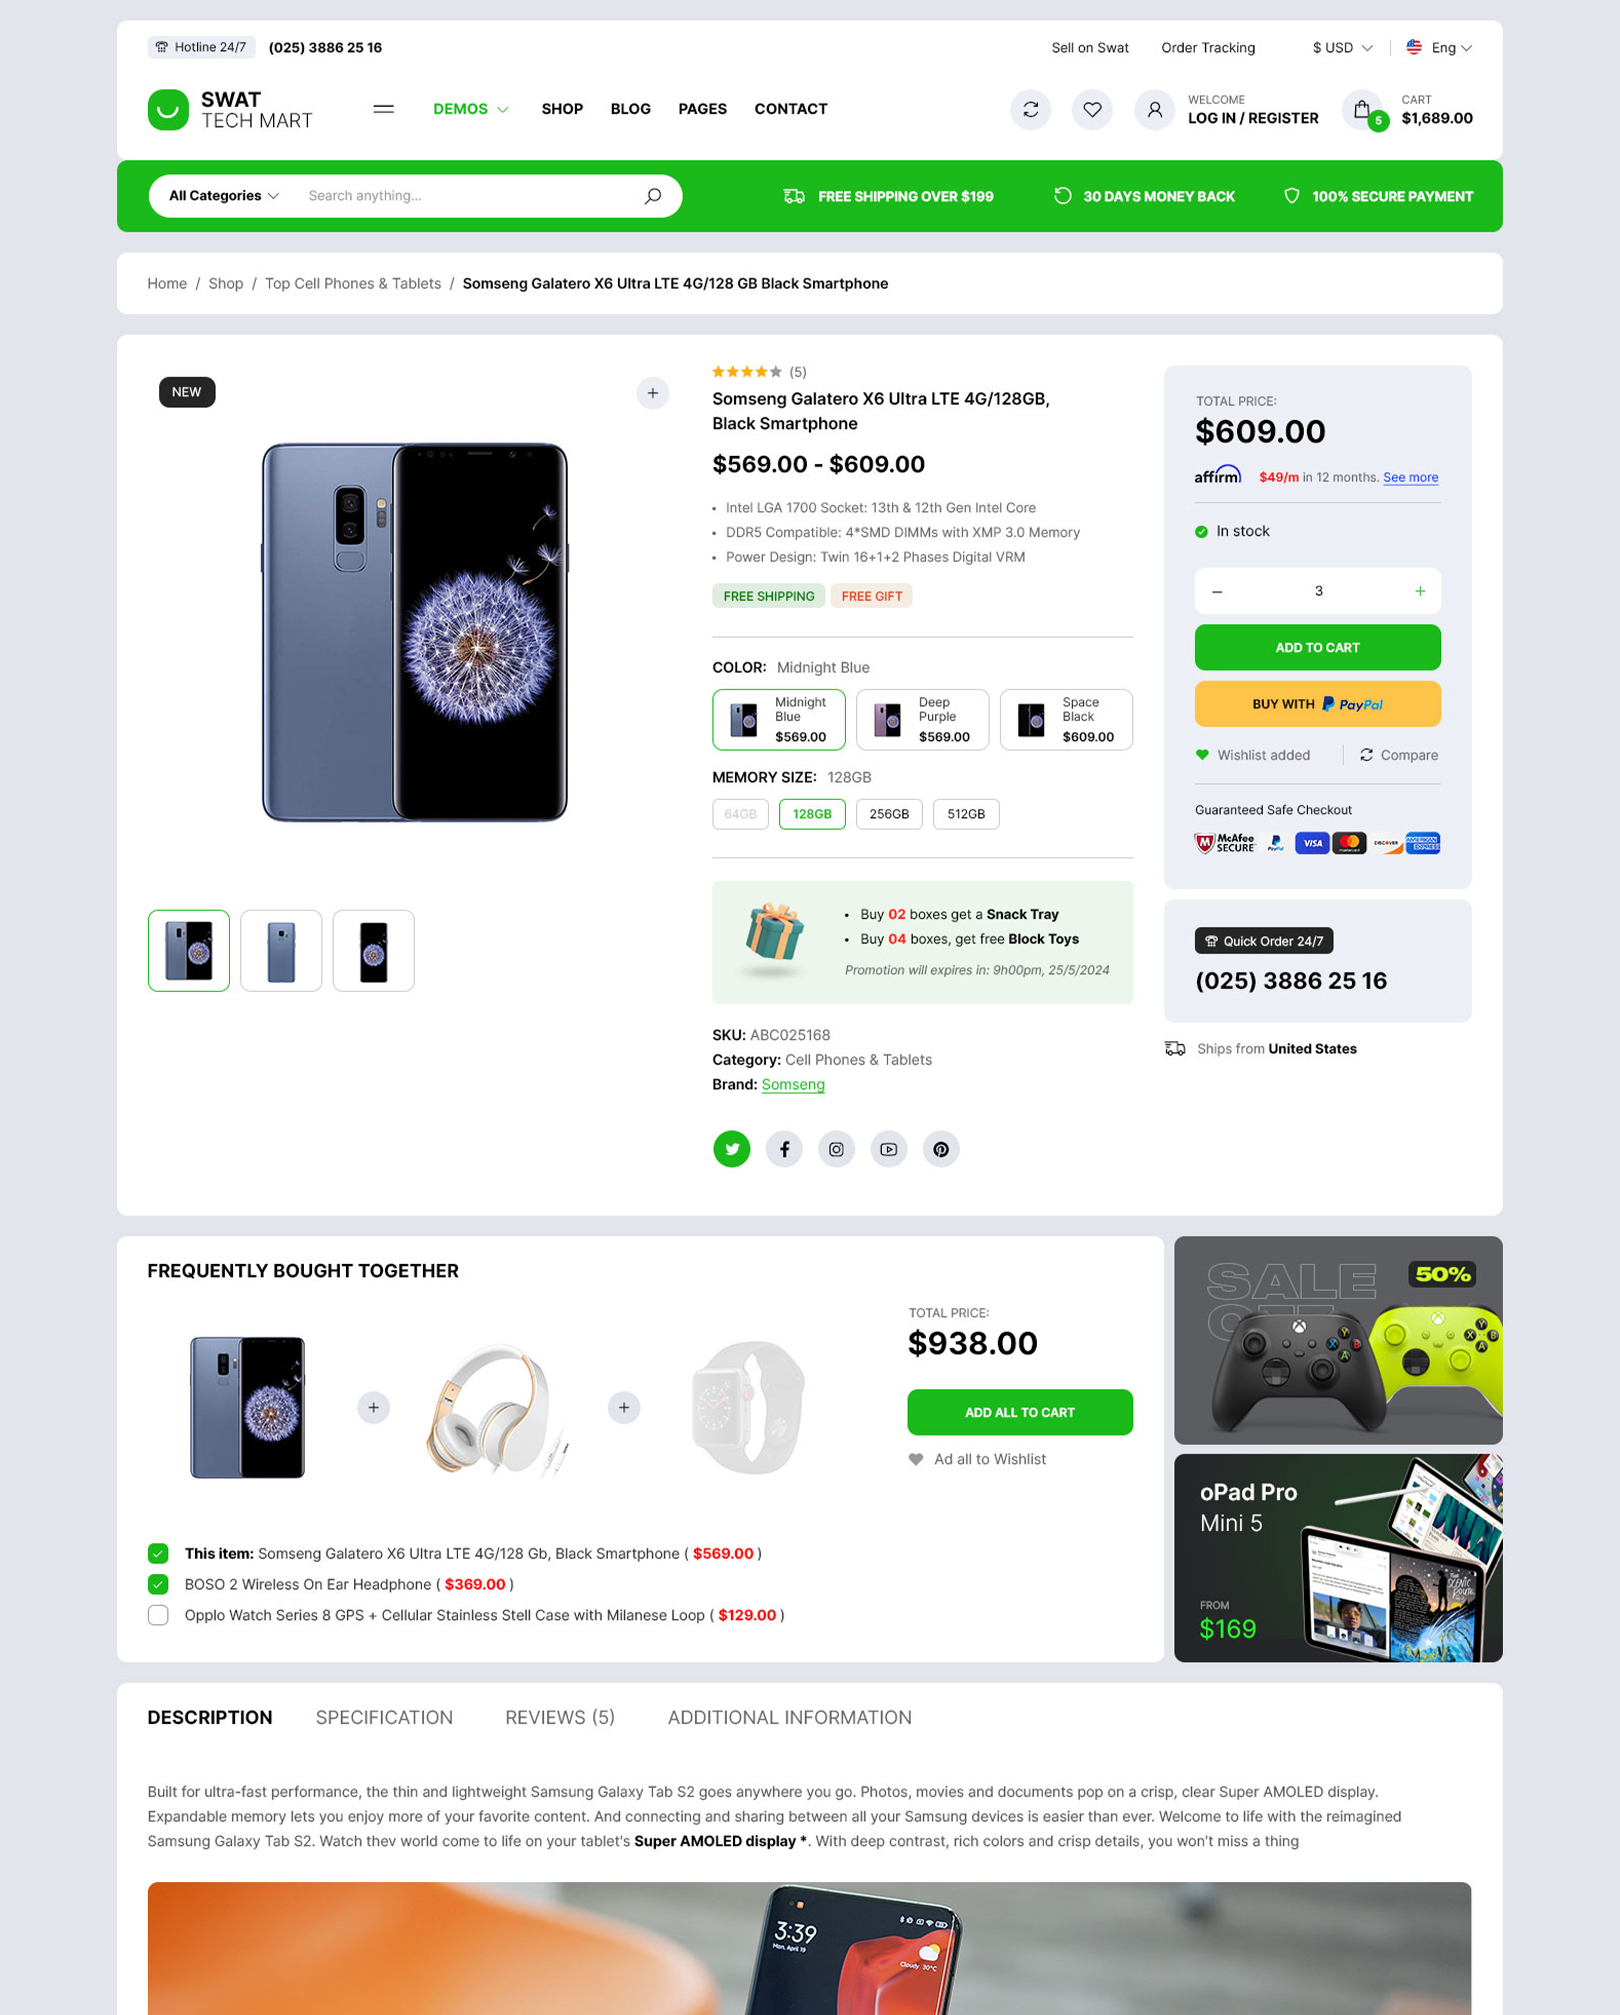 Hotline 24/7 (025) 3886 25 16
Sell on Swat Order Tracking $ USD Eng
SWAT
TECH MART
DEMOS SHOP BLOG PAGES CONTACT
WELCOME
LOG IN / REGISTER
5
CART
$1,689.00
All Categories Search anything...
FREE SHIPPING OVER $199 30 DAYS MONEY BACK 100% SECURE PAYMENT
Home / Shop / Top Cell Phones & Tablets / Somseng Galatero X6 Ultra LTE 4G/128 GB Black Smartphone
NEW
(5)
Somseng Galatero X6 Ultra LTE 4G/128GB,
Black Smartphone
$569.00 - $609.00
• Intel LGA 1700 Socket: 13th & 12th Gen Intel Core
• DDR5 Compatible: 4*SMD DIMMs with XMP 3.0 Memory
• Power Design: Twin 16+1+2 Phases Digital VRM
FREE SHIPPING FREE GIFT
COLOR: Midnight Blue
Midnight
Blue
$569.00
Deep
Purple
$569.00
Space
Black
$609.00
MEMORY SIZE: 128GB
64GB 128GB 256GB 512GB
• Buy 02 boxes get a Snack Tray
• Buy 04 boxes, get free Block Toys
Promotion will expires in: 9h00pm, 25/5/2024
SKU: ABC025168
Category: Cell Phones & Tablets
Brand: Somseng
TOTAL PRICE:
$609.00
affirm $49/m in 12 months. See more
In stock
3
ADD TO CART
BUY WITH PayPal
Wishlist added Compare
Guaranteed Safe Checkout
McAfee
SECURE
PayPal VISA mastercard DISCOVER
AMERICAN
EXPRESS
Quick Order 24/7
(025) 3886 25 16
Ships from United States
FREQUENTLY BOUGHT TOGETHER
TOTAL PRICE:
$938.00
ADD ALL TO CART
Ad all to Wishlist
This item: Somseng Galatero X6 Ultra LTE 4G/128 Gb, Black Smartphone ( $569.00 )
BOSO 2 Wireless On Ear Headphone ( $369.00 )
Opplo Watch Series 8 GPS + Cellular Stainless Stell Case with Milanese Loop ( $129.00 )
SALE 50%
OFF
Y
X B
A
Y
X B
A
oPad Pro
Mini 5
FROM
$169
THE
SCENIC
ROUTE
DESCRIPTION SPECIFICATION REVIEWS (5) ADDITIONAL INFORMATION
Built for ultra-fast performance, the thin and lightweight Samsung Galaxy Tab S2 goes anywhere you go. Photos, movies and documents pop on a crisp, clear Super AMOLED display.
Expandable memory lets you enjoy more of your favorite content. And connecting and sharing between all your Samsung devices is easier than ever. Welcome to life with the reimagined
Samsung Galaxy Tab S2. Watch thev world come to life on your tablet's Super AMOLED display *. With deep contrast, rich colors and crisp details, you won't miss a thing
3:39
Mon, April 19
Cloudy 30°C